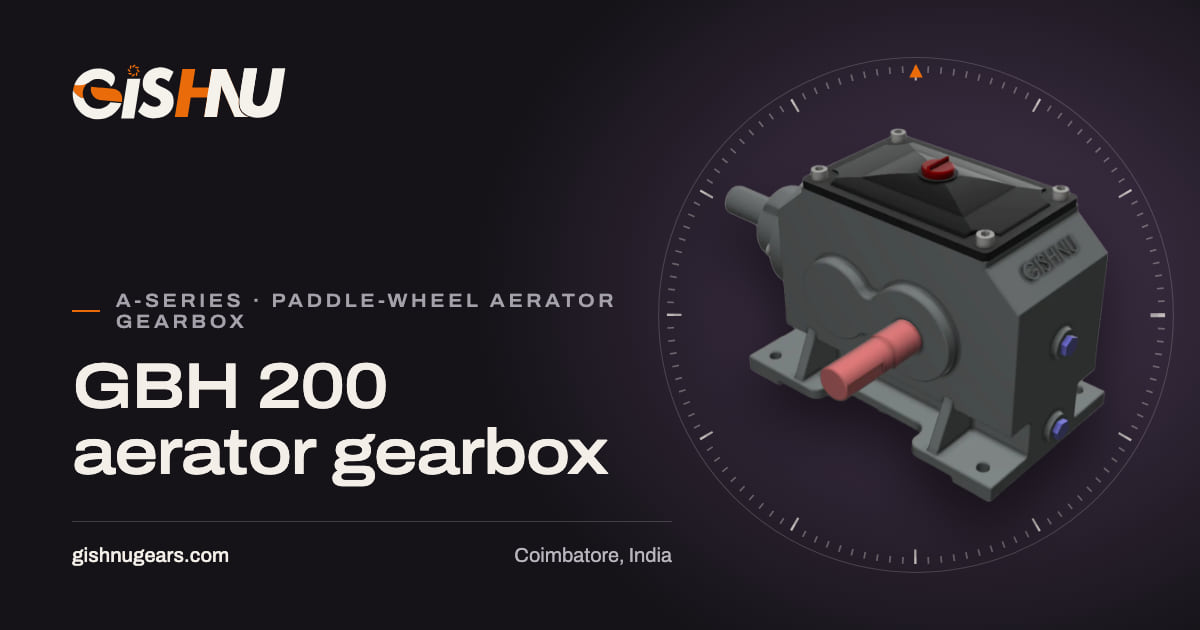 GiSHNU
A-SERIES · PADDLE-WHEEL AERATOR
GEARBOX
GBH 200
aerator gearbox
gishnugears.com
Coimbatore, India
GISHNU